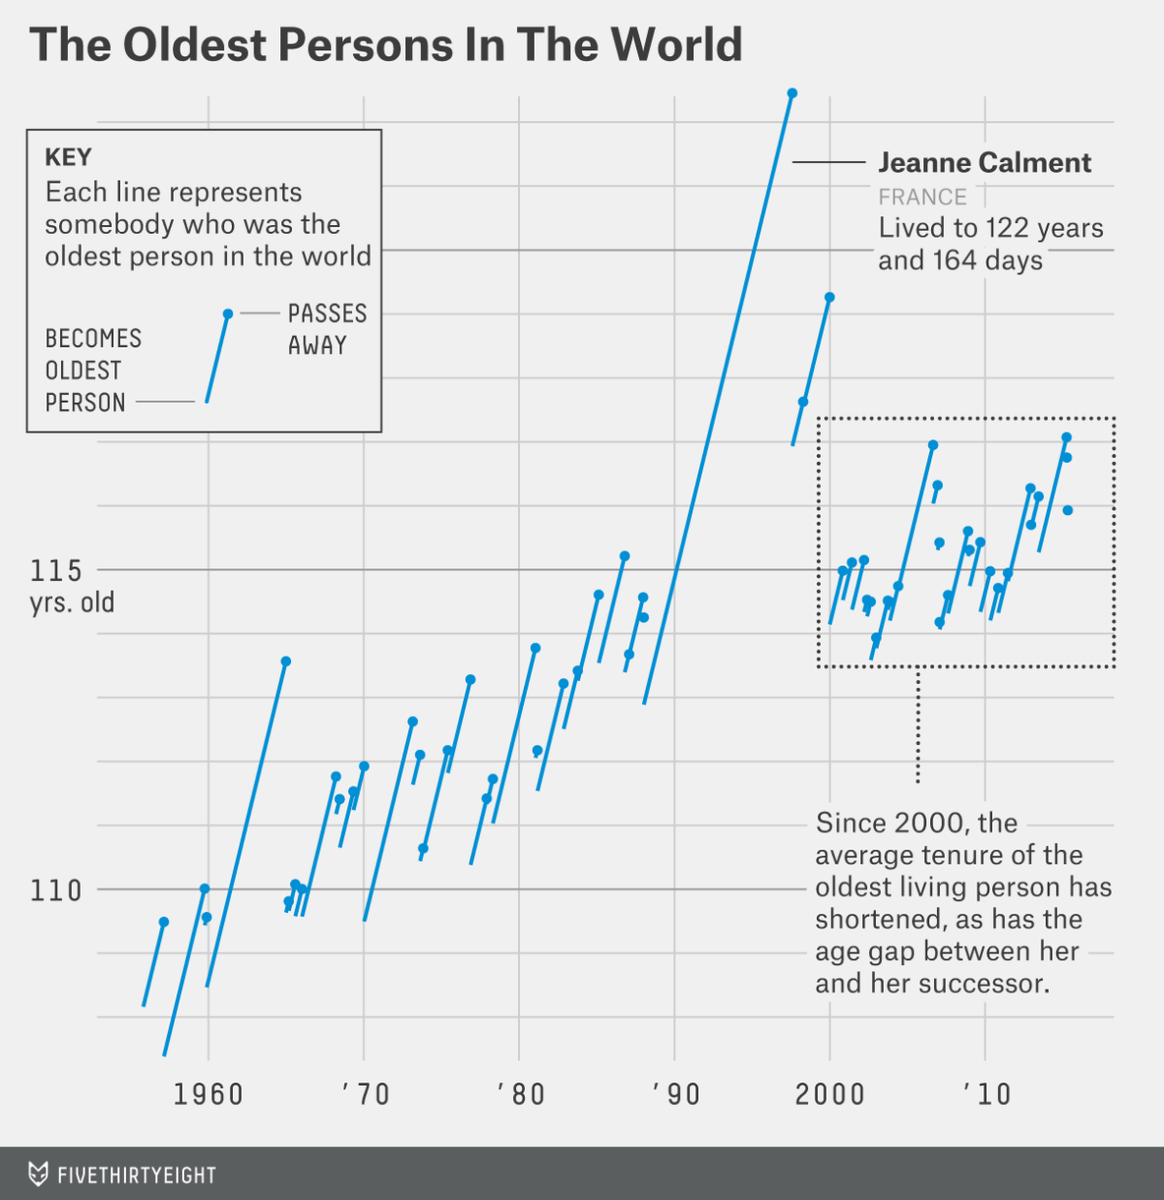 The Oldest Persons In The World
KEY
Each line represents
somebody who was the
oldest person in the world
PASSES
AWAY
BECOMES
OLDEST
PERSON
Jeanne Calment
FRANCE
Lived to 122 years
and 164 days
115
yrs. old
110
Since 2000, the
average tenure of the
oldest living person has
shortened, as has the
age gap between her
and her successor.
1960 ’70 ’80 ’90 2000 ’10
FIVETHIRTYEIGHT